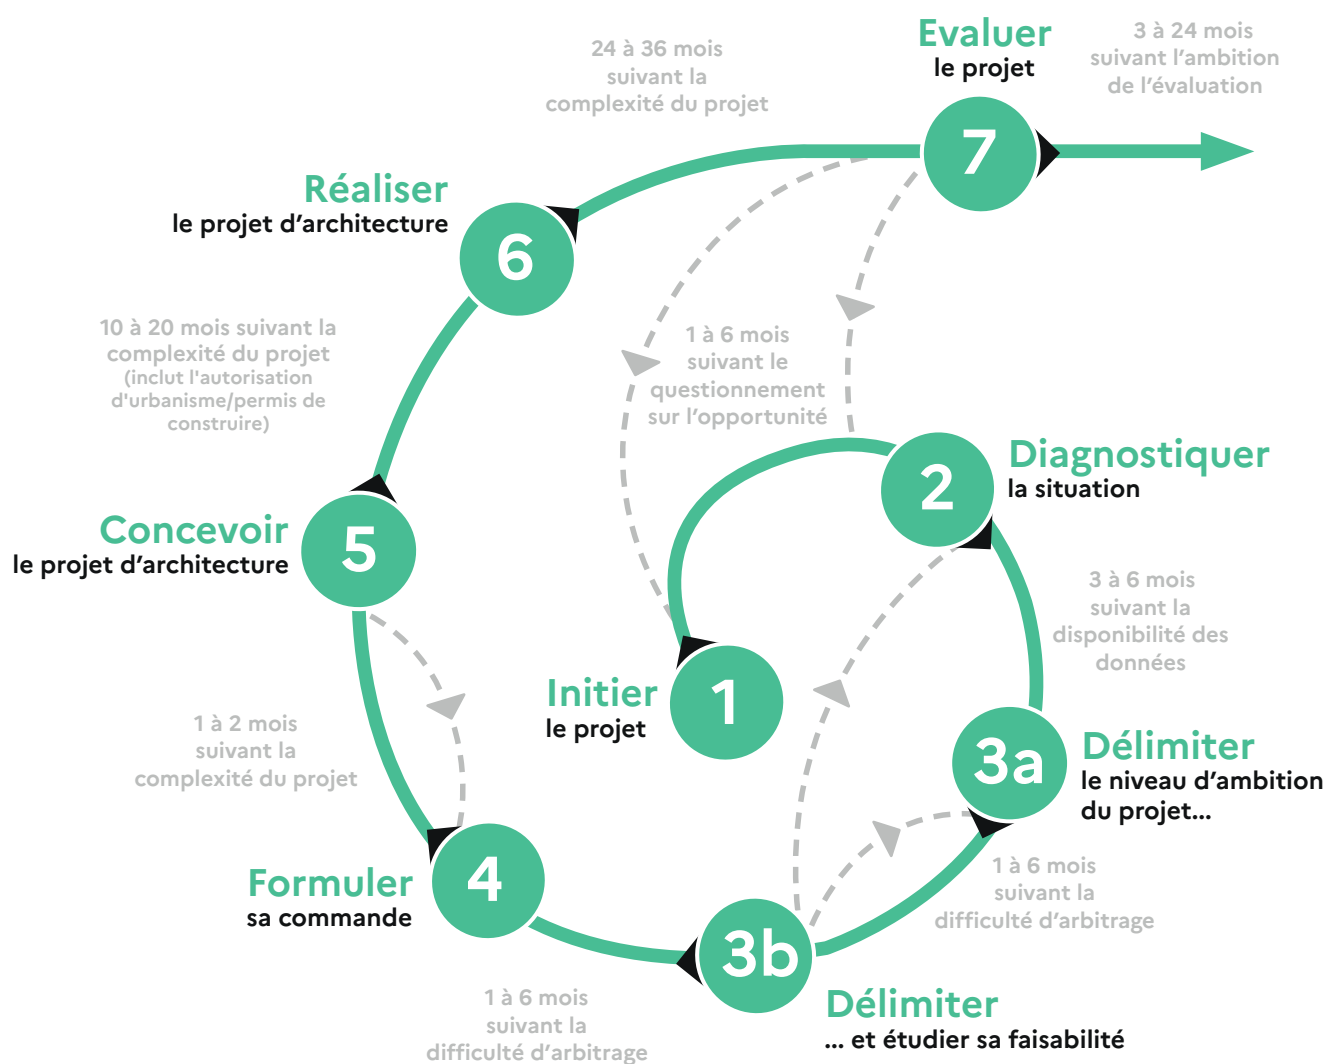 Evaluer
le projet
7
3 à 24 mois
suivant l’ambition
de l’évaluation
24 à 36 mois
suivant la
complexité du projet
Réaliser
le projet d’architecture
6
10 à 20 mois suivant la
complexité du projet
(inclut l'autorisation
d'urbanisme/permis de
construire)
1 à 6 mois
suivant le
questionnement
sur l’opportunité
2
Diagnostiquer
la situation
Concevoir
le projet d’architecture
5
3 à 6 mois
suivant la
disponibilité des
données
Initier
le projet
1
1 à 2 mois
suivant la
complexité du projet
3a
Délimiter
le niveau d’ambition
du projet...
Formuler
sa commande
4
1 à 6 mois
suivant la
difficulté d’arbitrage
3b
Délimiter
... et étudier sa faisabilité
1 à 6 mois
suivant la
difficulté d’arbitrage